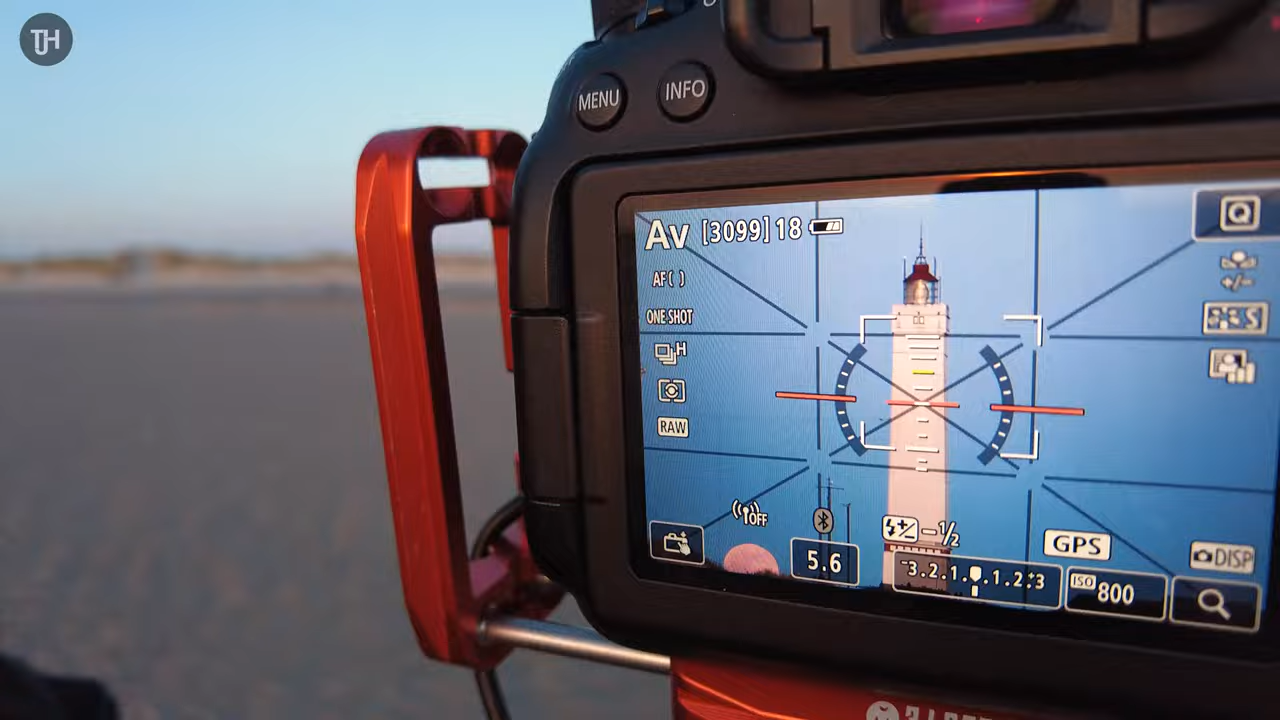 TJH
MENU
INFO
Av [3099] 18
Q
AF( )
ONE SHOT
H
+/-
S
RAW
OFF
-½
GPS
DISP
5.6
-3.2.1.0.1.2.+3
ISO 800